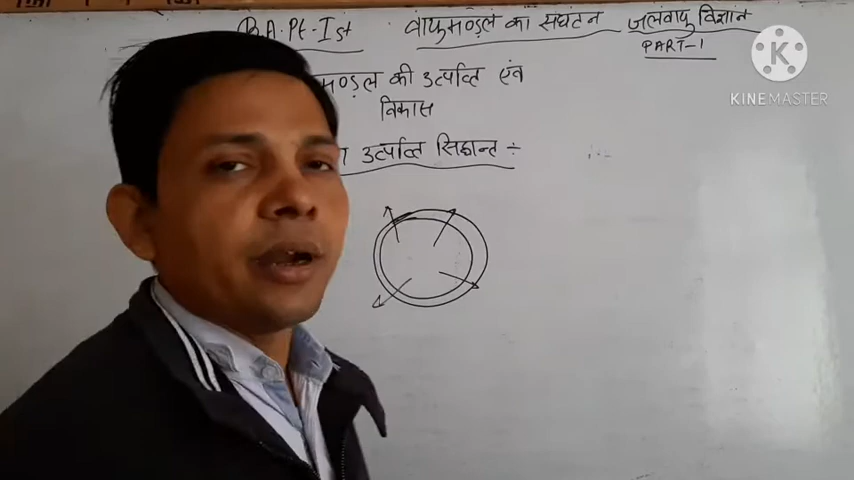 B.A. Pt-Ist वायुमण्डल का संघटन जलवायु विज्ञान
PART-1
मण्डल की उत्पत्ति एंव
विकास
उत्पत्ति सिद्धान्त ÷
K
KINEMASTER